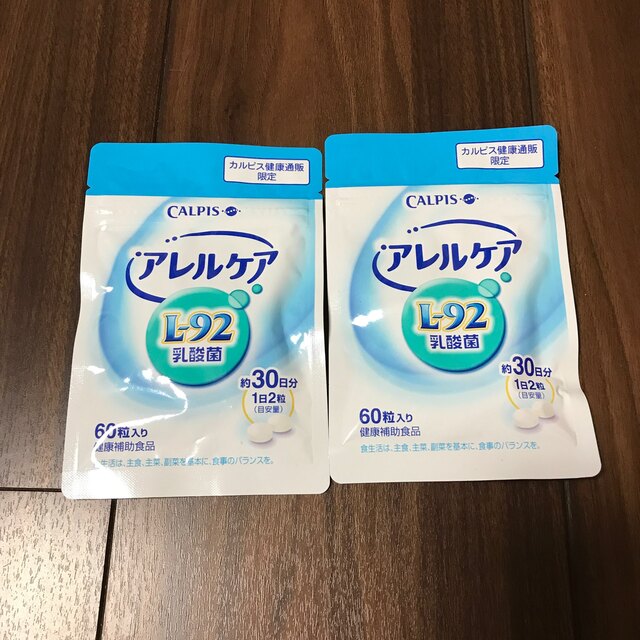 カルピス健康通販
限定
CALPIS
アレルケア
L-92
乳酸菌
約30日分
1日2粒
(目安量)
60粒入り
健康補助食品
食生活は、主食、主菜、副菜を基本に、食事のバランスを。
カルピス健康通販
限定
CALPIS
アレルケア
L-92
乳酸菌
約30日分
1日2粒
(目安量)
60粒入り
健康補助食品
食生活は、主食、主菜、副菜を基本に、食事のバランスを。